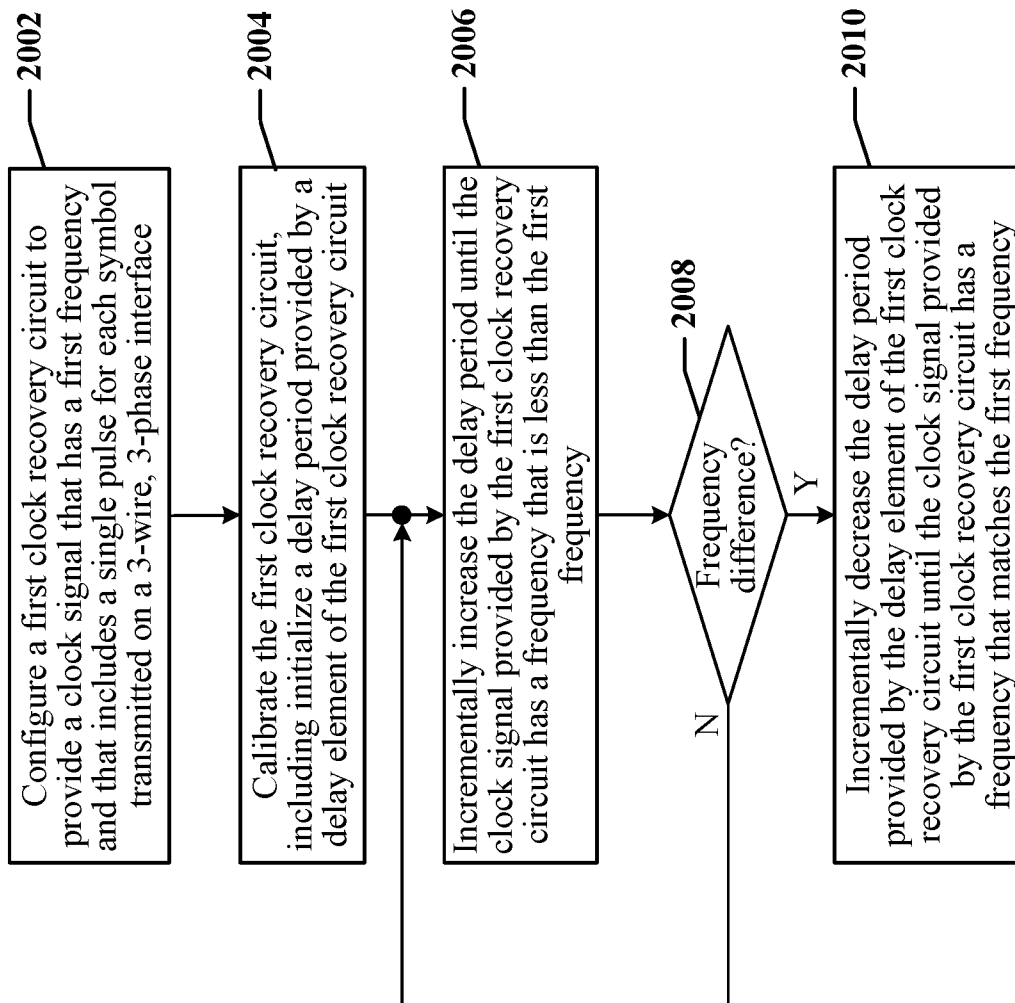 2002
Configure a first clock recovery circuit to
provide a clock signal that has a first frequency
and that includes a single pulse for each symbol
transmitted on a 3-wire, 3-phase interface
2004
Calibrate the first clock recovery circuit,
including initialize a delay period provided by a
delay element of the first clock recovery circuit
2006
Incrementally increase the delay period until the
clock signal provided by the first clock recovery
circuit has a frequency that is less than the first
frequency
2008
Frequency
difference?
N
Y
2010
Incrementally decrease the delay period
provided by the delay element of the first clock
recovery circuit until the clock signal provided
by the first clock recovery circuit has a
frequency that matches the first frequency